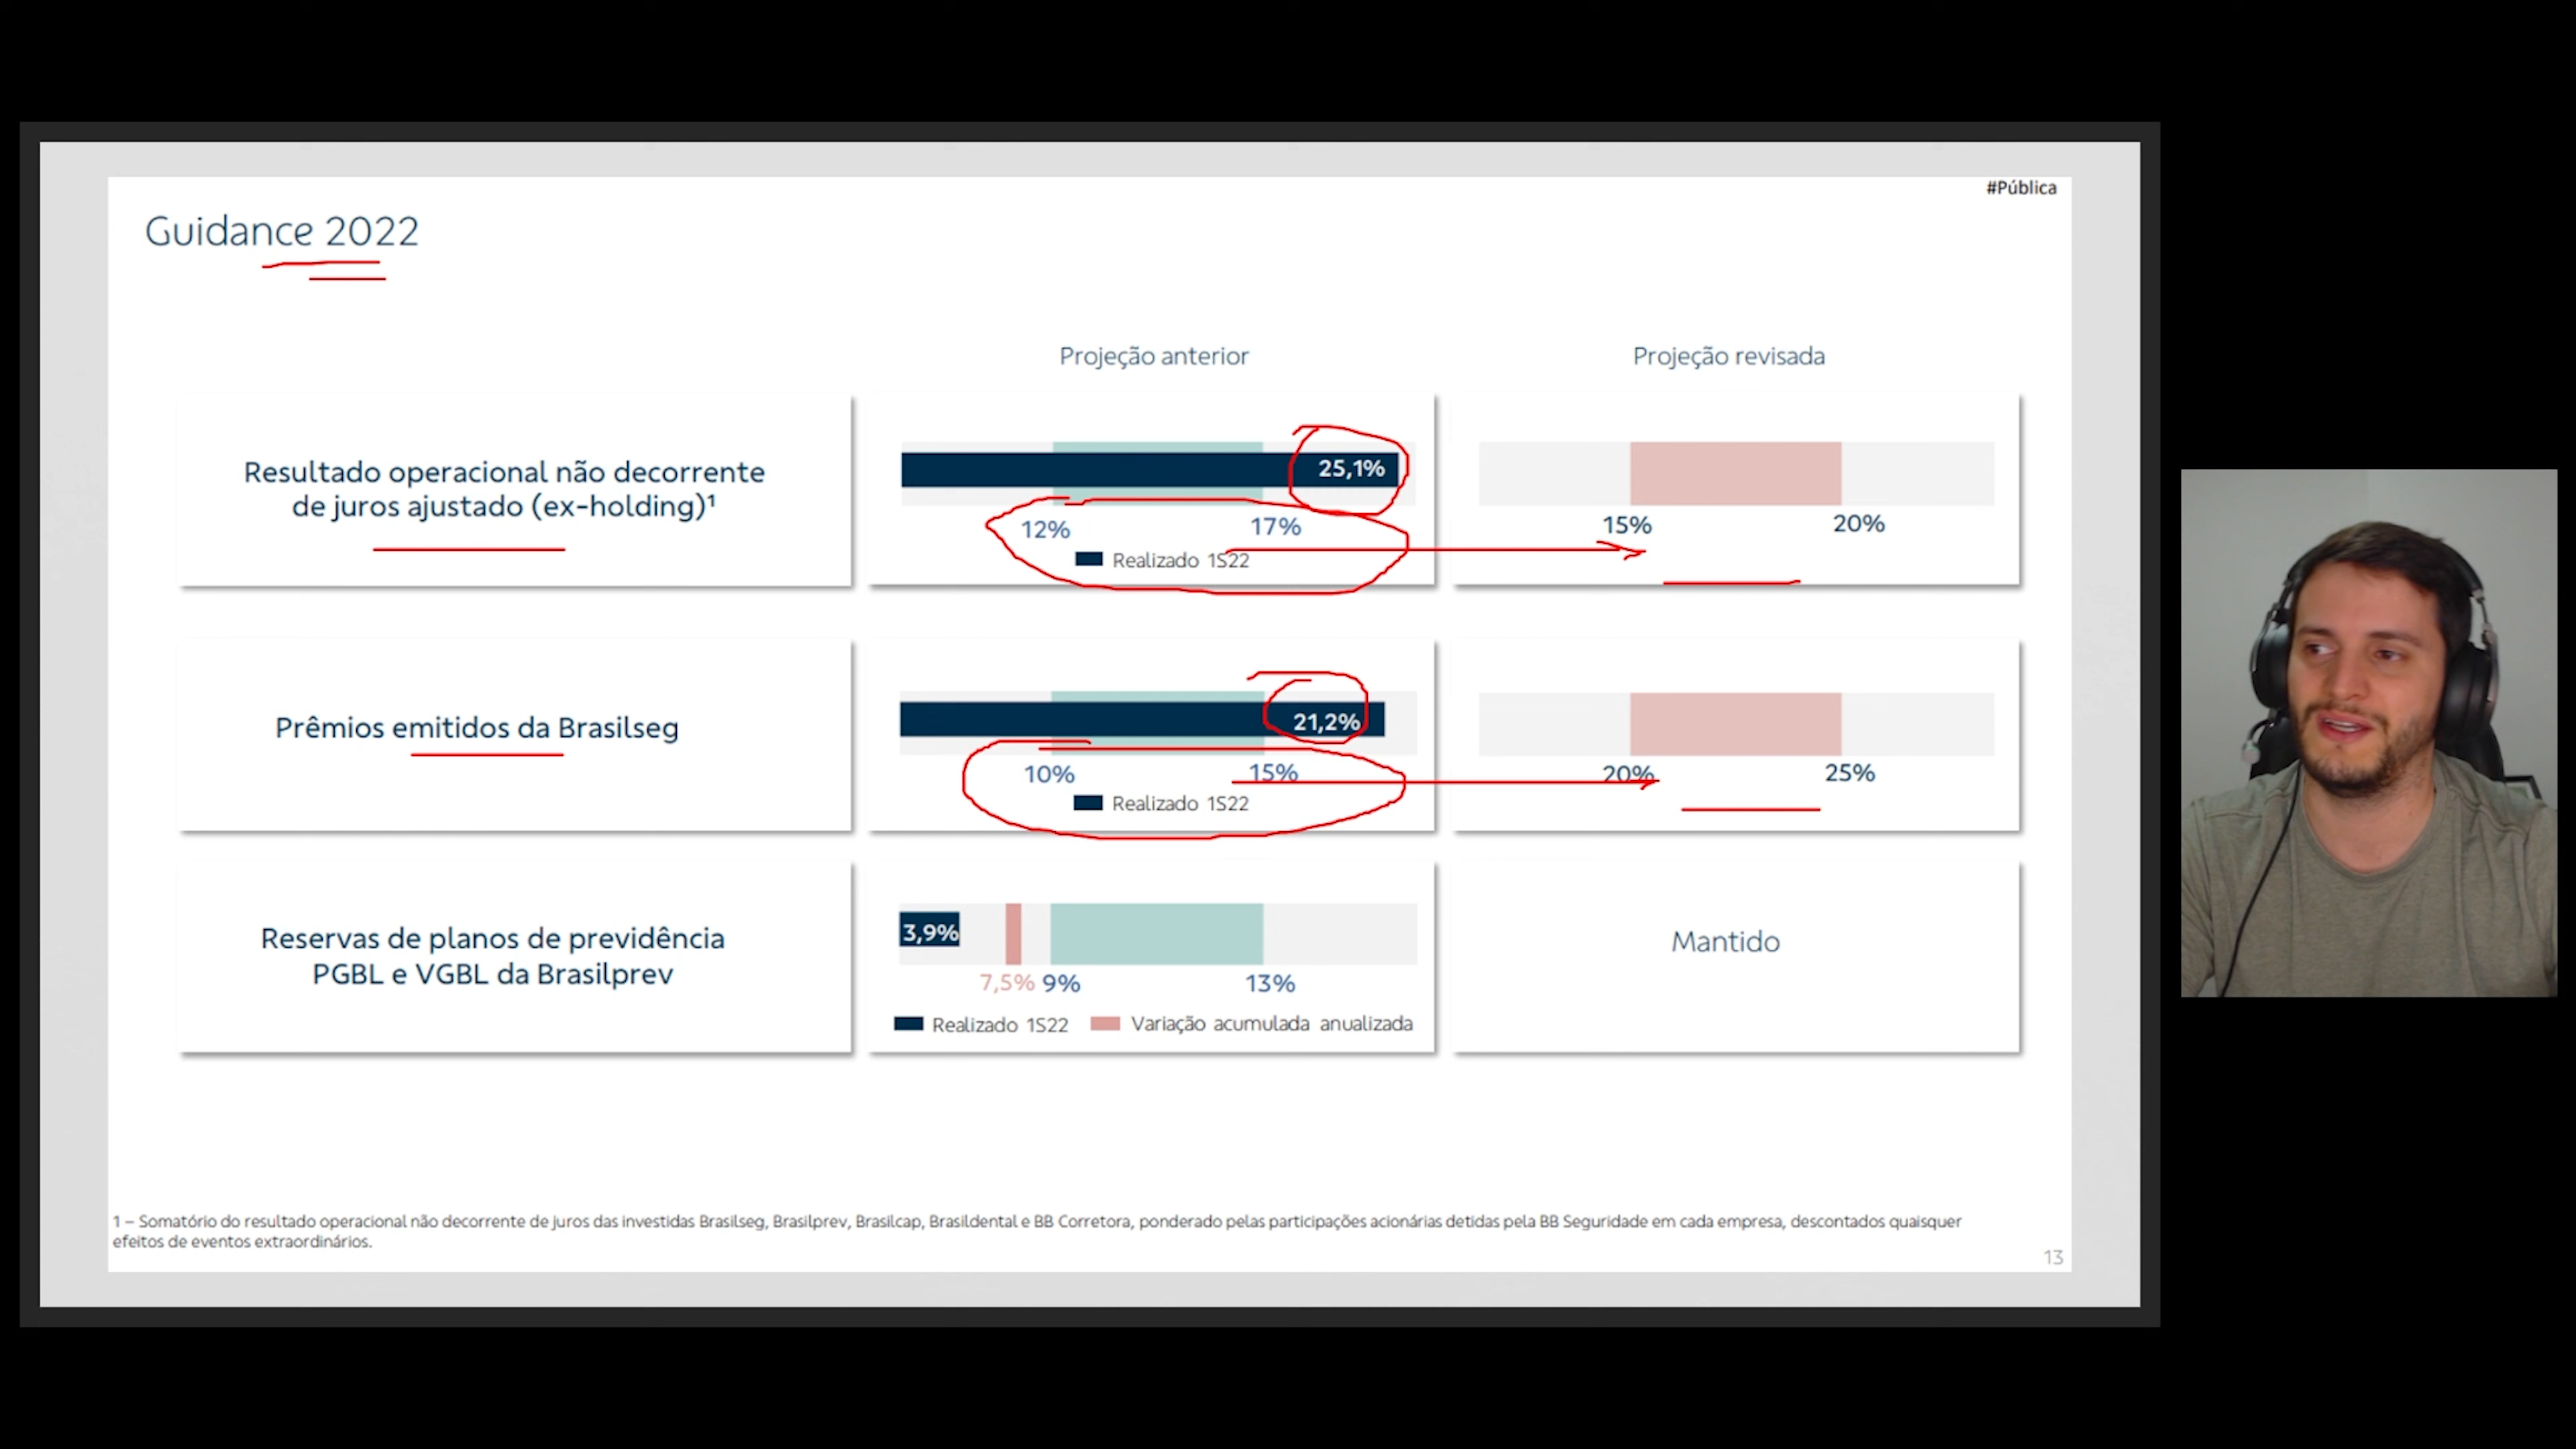 #Pública
Guidance 2022
Projeção anterior
Projeção revisada
Resultado operacional não decorrente
de juros ajustado (ex-holding)¹
25,1%
12%
17%
Realizado 1S22
15%
20%
Prêmios emitidos da Brasilseg
21,2%
10%
15%
Realizado 1S22
20%
25%
Reservas de planos de previdência
PGBL e VGBL da Brasilprev
3,9%
7,5%
9%
13%
Realizado 1S22
Variação acumulada anualizada
Mantido
1 – Somatório do resultado operacional não decorrente de juros das investidas Brasilseg, Brasilprev, Brasilcap, Brasildental e BB Corretora, ponderado pelas participações acionárias detidas pela BB Seguridade em cada empresa, descontados quaisquer
efeitos de eventos extraordinários.
13